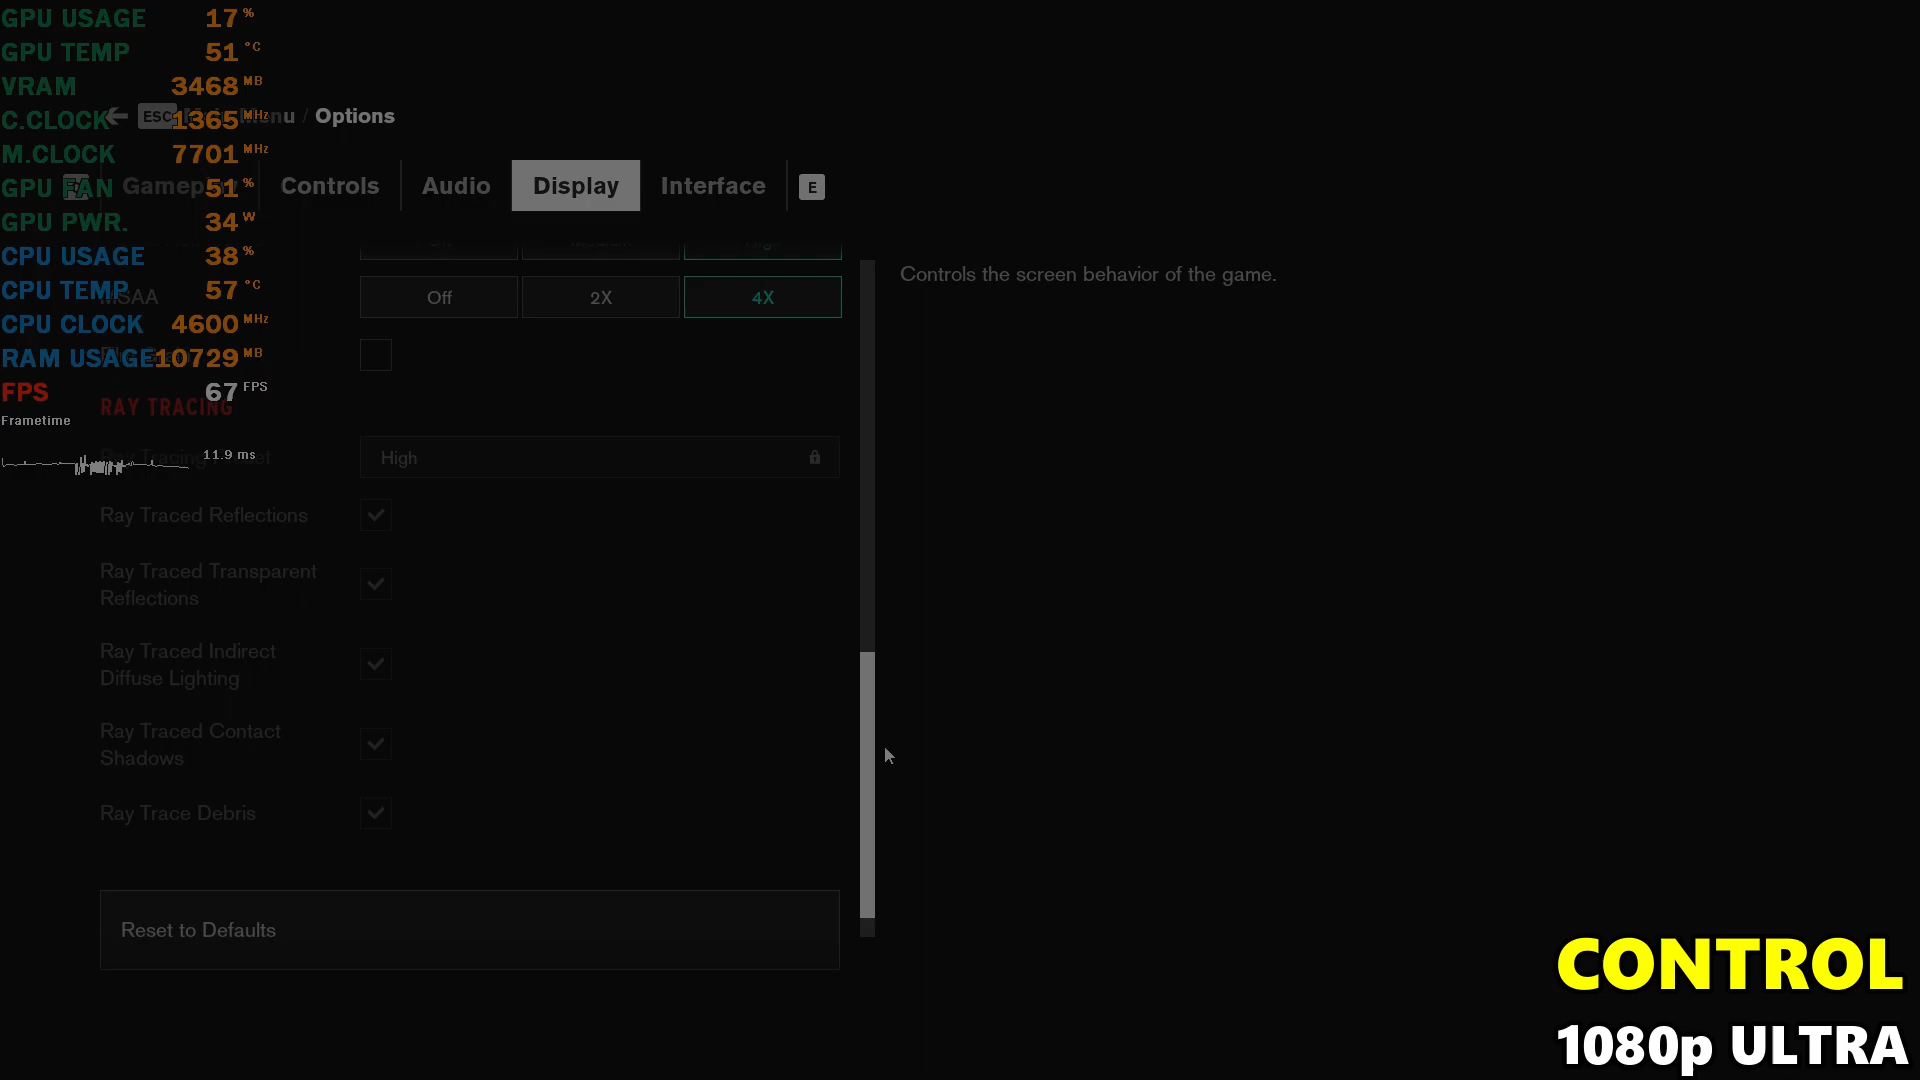 GPU USAGE 17 %
GPU TEMP 51 °C
VRAM 3468 MB
C.CLOCK 1365 MHz
ESC Menu / Options
M.CLOCK 7701 MHz
GPU FAN 51 %
Controls Audio Display Interface E
GPU PWR. 34 W
CPU USAGE 38 %
Controls the screen behavior of the game.
CPU TEMP 57 °C
MSAA Off 2X 4X
CPU CLOCK 4600 MHz
RAM USAGE 10729 MB
FPS 67 FPS
RAY TRACING
Frametime
11.9 ms
High
Ray Traced Reflections
Ray Traced Transparent
Reflections
Ray Traced Indirect
Diffuse Lighting
Ray Traced Contact
Shadows
Ray Trace Debris
Reset to Defaults
CONTROL
1080p ULTRA